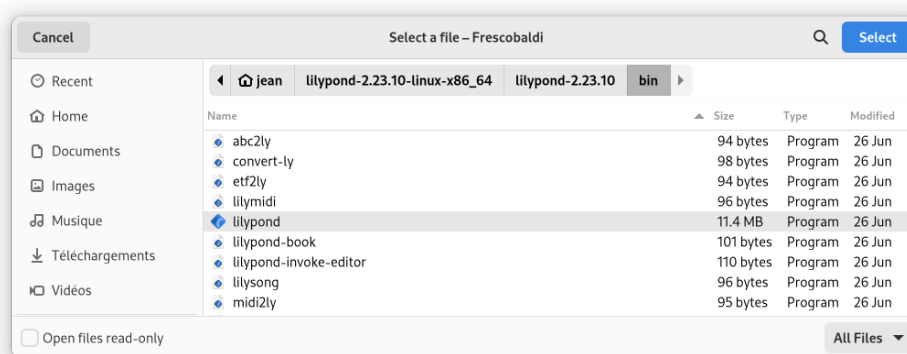 Cancel Select a file – Frescobaldi Select
Recent jean lilypond-2.23.10-linux-x86_64 lilypond-2.23.10 bin
Home
Documents
Images
Musique
Téléchargements
Vidéos
Name Size Type Modified
abc2ly 94 bytes Program 26 Jun
convert-ly 98 bytes Program 26 Jun
etf2ly 94 bytes Program 26 Jun
lilymidi 96 bytes Program 26 Jun
lilypond 11.4 MB Program 26 Jun
lilypond-book 101 bytes Program 26 Jun
lilypond-invoke-editor 110 bytes Program 26 Jun
lilysong 96 bytes Program 26 Jun
midi2ly 95 bytes Program 26 Jun
Open files read-only All Files